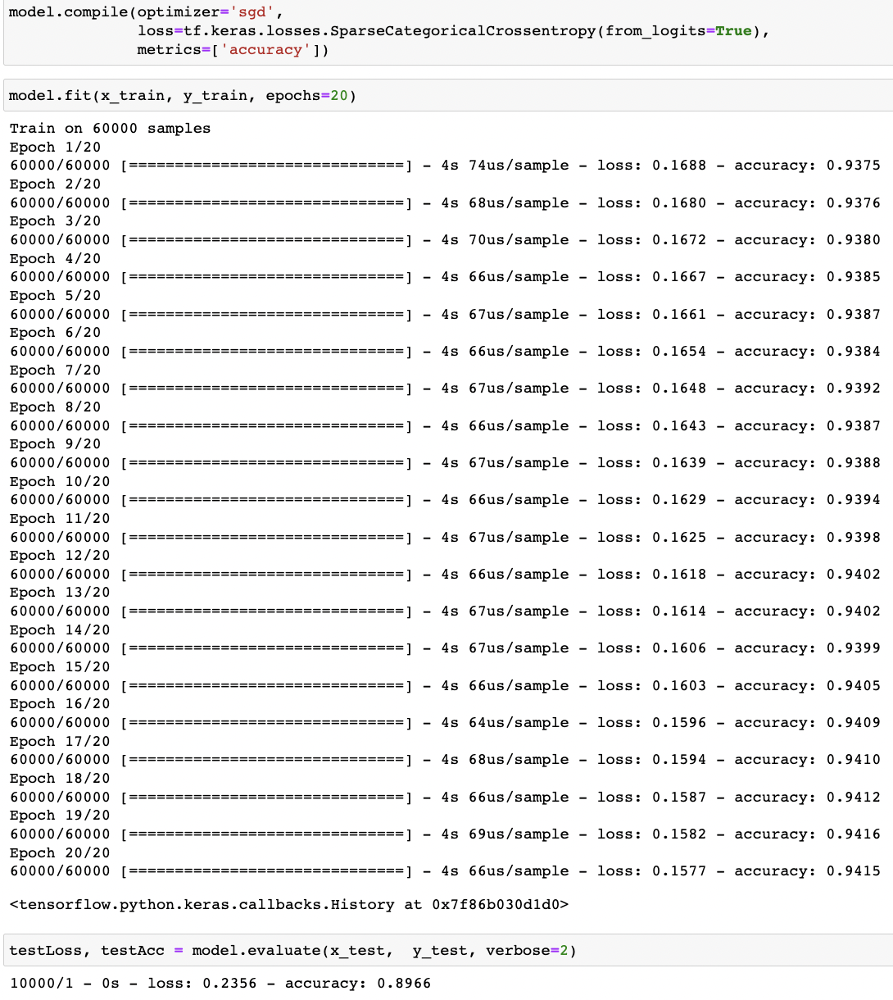 model.compile(optimizer='sgd',
              loss=tf.keras.losses.SparseCategoricalCrossentropy(from_logits=True),
              metrics=['accuracy'])
model.fit(x_train, y_train, epochs=20)
Train on 60000 samples
Epoch 1/20
60000/60000 [==============================] - 4s 74us/sample - loss: 0.1688 - accuracy: 0.9375
Epoch 2/20
60000/60000 [==============================] - 4s 68us/sample - loss: 0.1680 - accuracy: 0.9376
Epoch 3/20
60000/60000 [==============================] - 4s 70us/sample - loss: 0.1672 - accuracy: 0.9380
Epoch 4/20
60000/60000 [==============================] - 4s 66us/sample - loss: 0.1667 - accuracy: 0.9385
Epoch 5/20
60000/60000 [==============================] - 4s 67us/sample - loss: 0.1661 - accuracy: 0.9387
Epoch 6/20
60000/60000 [==============================] - 4s 66us/sample - loss: 0.1654 - accuracy: 0.9384
Epoch 7/20
60000/60000 [==============================] - 4s 67us/sample - loss: 0.1648 - accuracy: 0.9392
Epoch 8/20
60000/60000 [==============================] - 4s 66us/sample - loss: 0.1643 - accuracy: 0.9387
Epoch 9/20
60000/60000 [==============================] - 4s 67us/sample - loss: 0.1639 - accuracy: 0.9388
Epoch 10/20
60000/60000 [==============================] - 4s 66us/sample - loss: 0.1629 - accuracy: 0.9394
Epoch 11/20
60000/60000 [==============================] - 4s 67us/sample - loss: 0.1625 - accuracy: 0.9398
Epoch 12/20
60000/60000 [==============================] - 4s 66us/sample - loss: 0.1618 - accuracy: 0.9402
Epoch 13/20
60000/60000 [==============================] - 4s 67us/sample - loss: 0.1614 - accuracy: 0.9402
Epoch 14/20
60000/60000 [==============================] - 4s 67us/sample - loss: 0.1606 - accuracy: 0.9399
Epoch 15/20
60000/60000 [==============================] - 4s 66us/sample - loss: 0.1603 - accuracy: 0.9405
Epoch 16/20
60000/60000 [==============================] - 4s 64us/sample - loss: 0.1596 - accuracy: 0.9409
Epoch 17/20
60000/60000 [==============================] - 4s 68us/sample - loss: 0.1594 - accuracy: 0.9410
Epoch 18/20
60000/60000 [==============================] - 4s 66us/sample - loss: 0.1587 - accuracy: 0.9412
Epoch 19/20
60000/60000 [==============================] - 4s 69us/sample - loss: 0.1582 - accuracy: 0.9416
Epoch 20/20
60000/60000 [==============================] - 4s 66us/sample - loss: 0.1577 - accuracy: 0.9415
<tensorflow.python.keras.callbacks.History at 0x7f86b030d1d0>
testLoss, testAcc = model.evaluate(x_test,  y_test, verbose=2)
10000/1 - 0s - loss: 0.2356 - accuracy: 0.8966